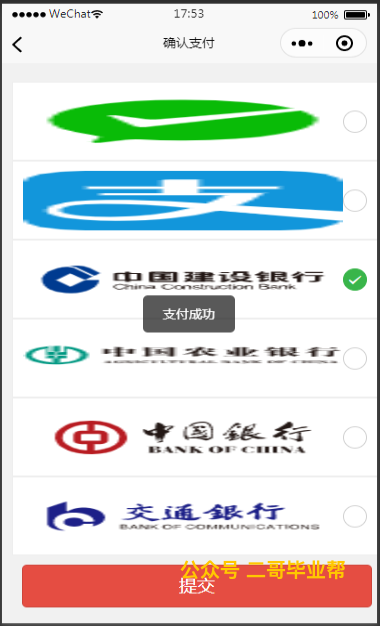 WeChat 17:53 100%
确认支付
中国建设银行
China Construction Bank
支付成功
中国农业银行
AGRICULTURAL BANK OF CHINA
中国銀行
BANK OF CHINA
交通銀行
BANK OF COMMUNICATIONS
公众号 二哥毕业帮
提交